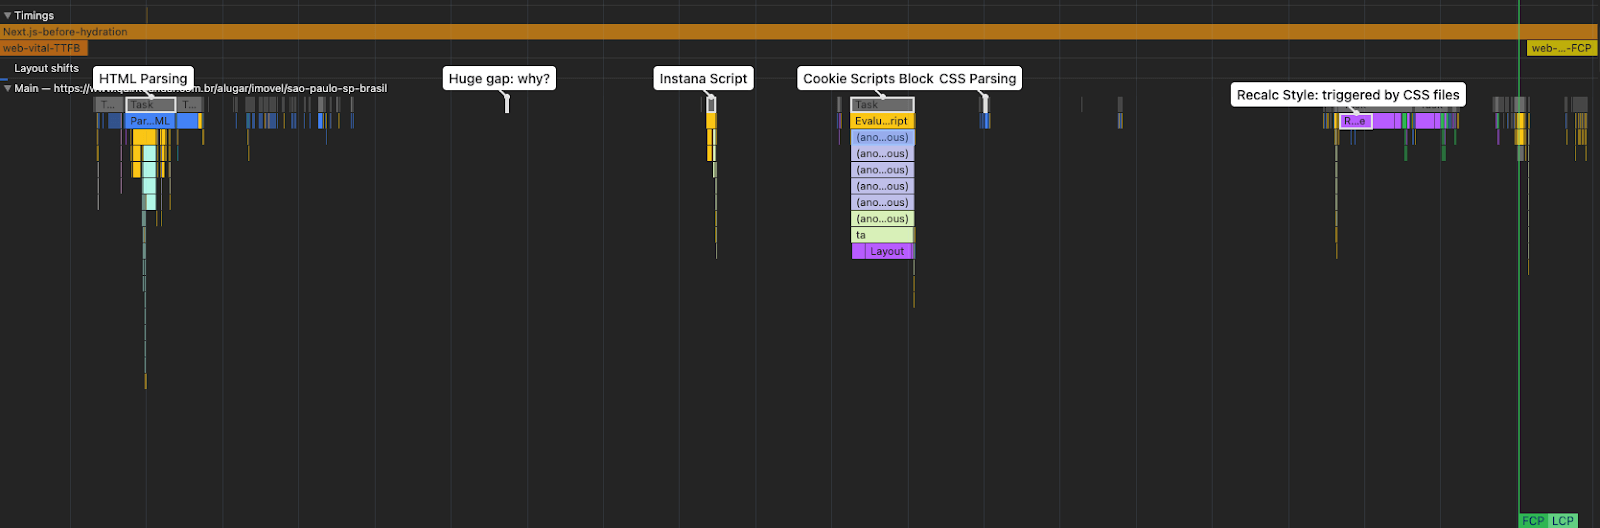 Timings
Next.js-before-hydration
web-vital-TTFB
web-...-FCP
Layout shifts
HTML Parsing
Huge gap: why?
Instana Script
Cookie Scripts Block
CSS Parsing
Main — https://www.quintoandar.com.br/alugar/imovel/sao-paulo-sp-brasil
Recalc Style: triggered by CSS files
T...
Task
T...
Task
Par...ML
Evalu...ript
R...e
(ano...ous)
(ano...ous)
(ano...ous)
(ano...ous)
(ano...ous)
(ano...ous)
ta
Layout
FCP
LCP